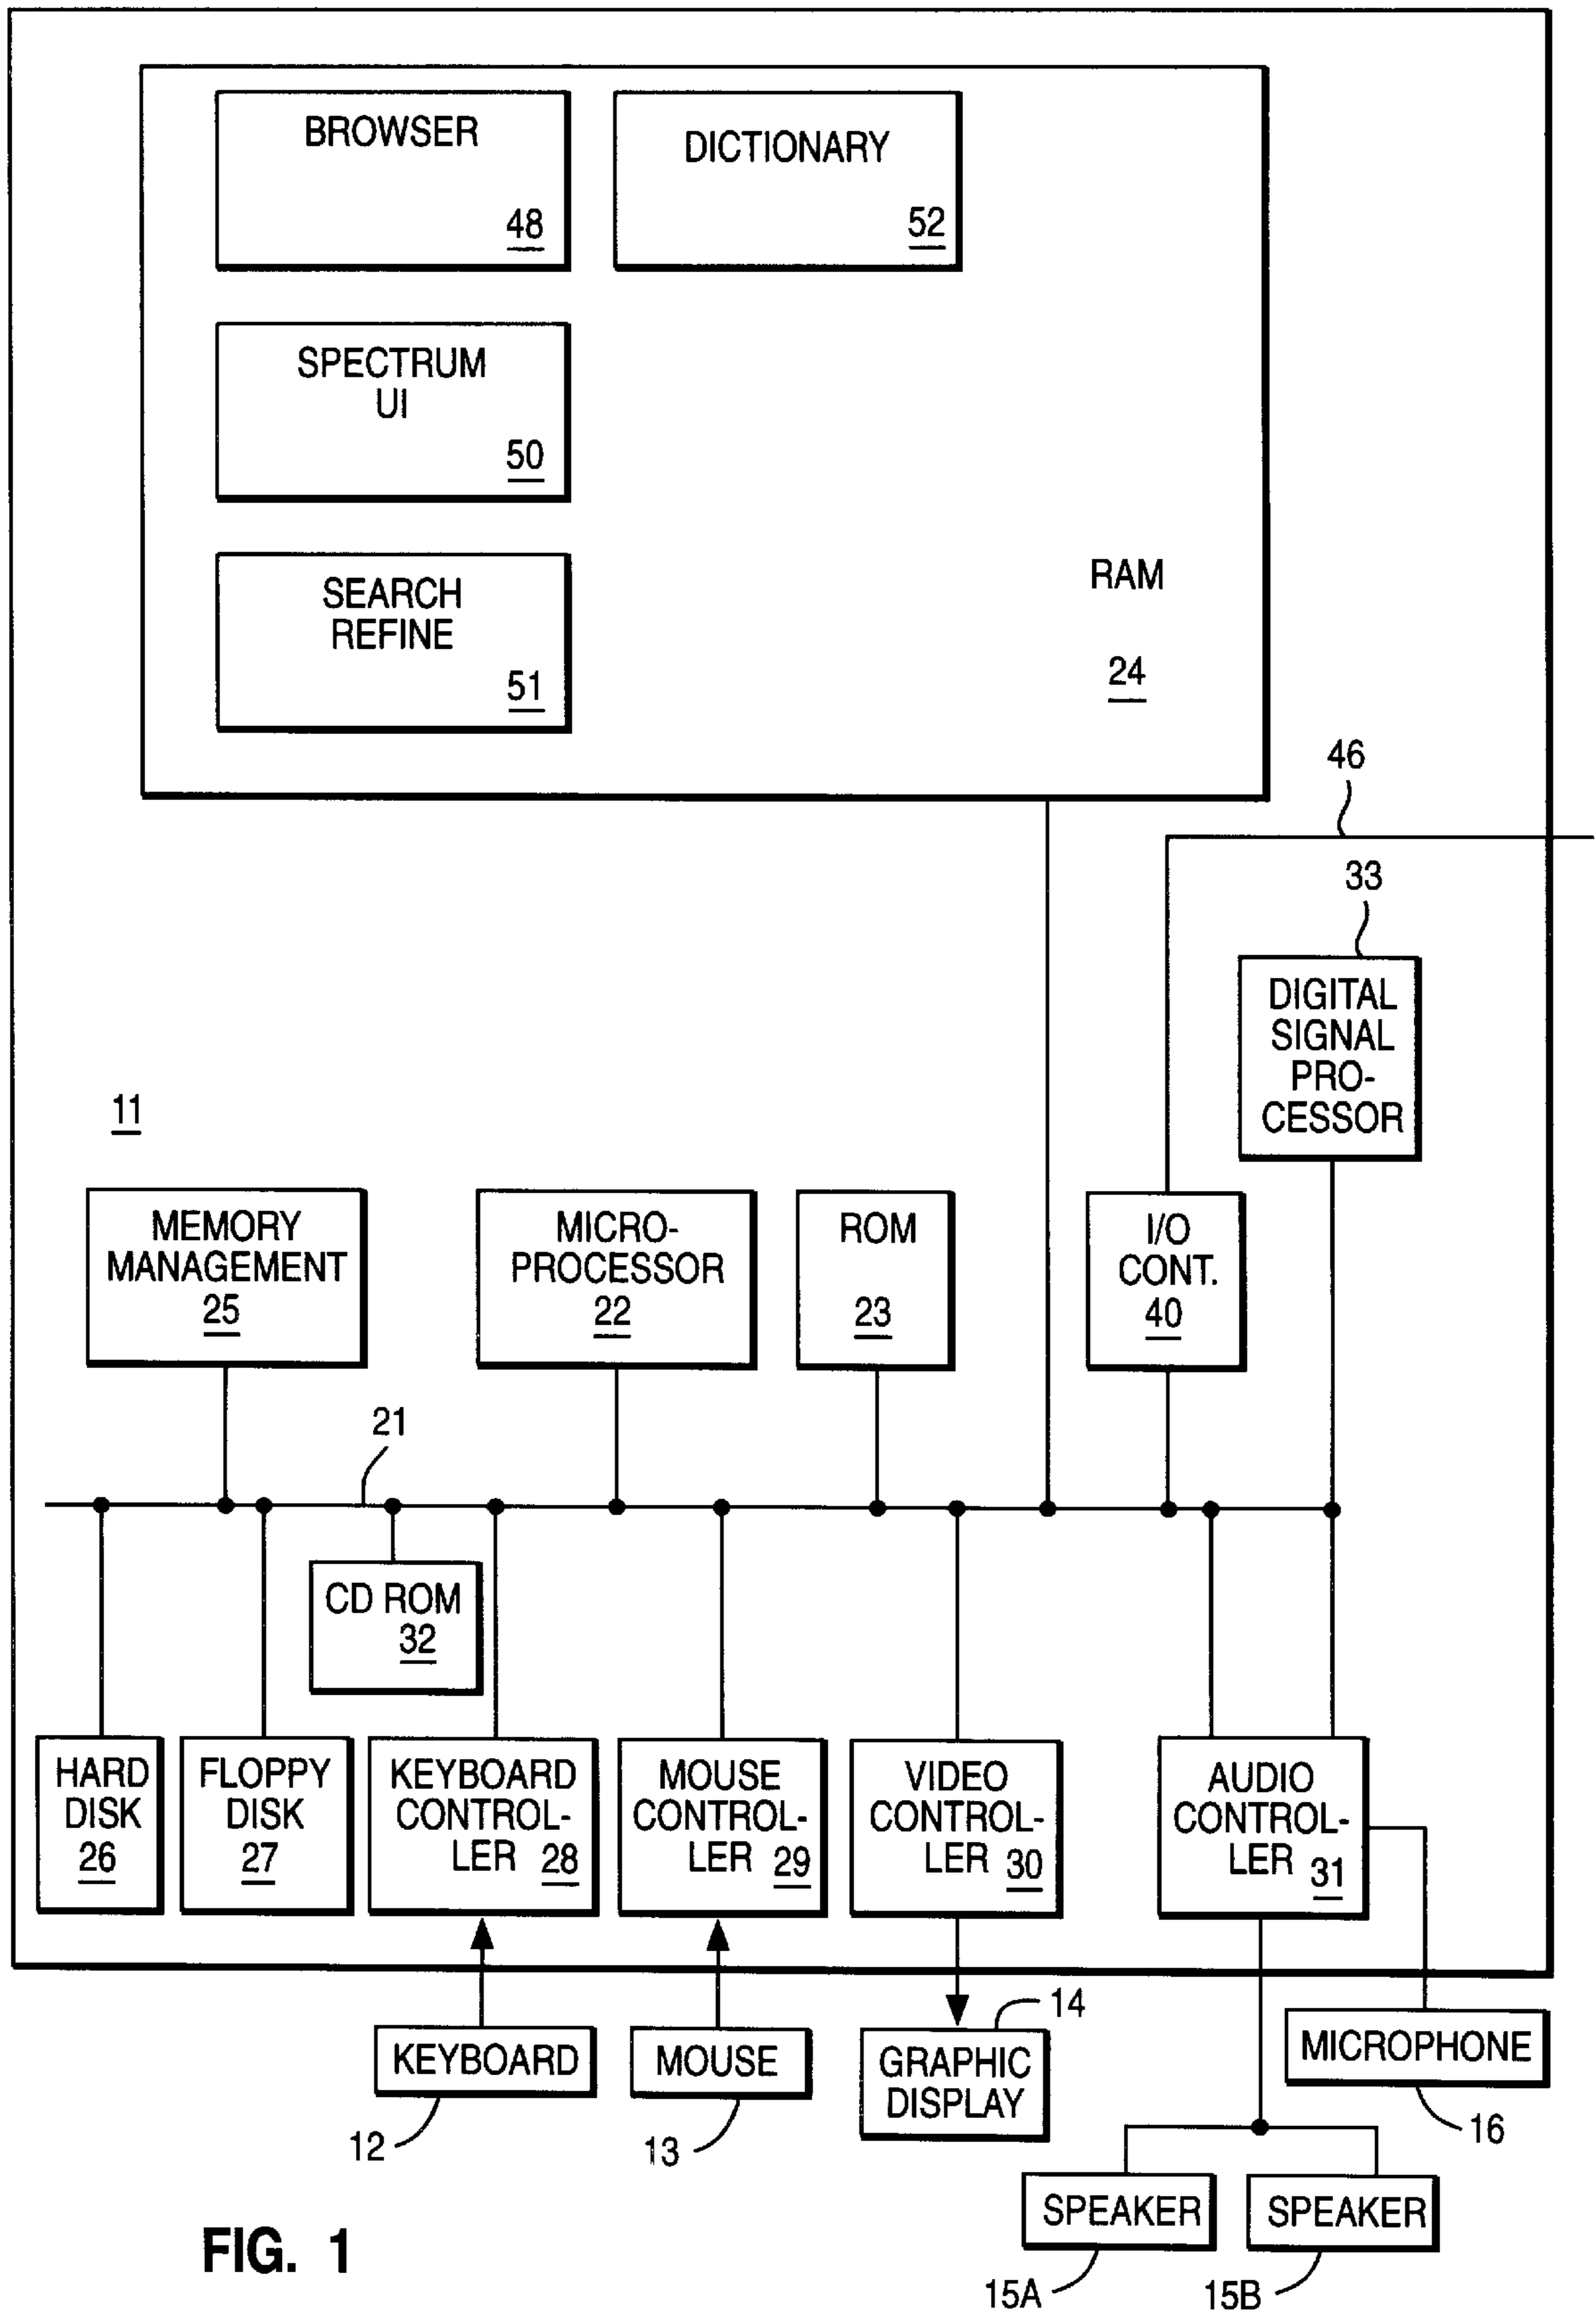 BROWSER
48
DICTIONARY
52
SPECTRUM
UI
50
SEARCH
REFINE
51
RAM
24
46
33
DIGITAL
SIGNAL
PRO-
CESSOR
11
MEMORY
MANAGEMENT
25
MICRO-
PROCESSOR
22
ROM
23
I/O
CONT.
40
21
CD ROM
32
HARD
DISK
26
FLOPPY
DISK
27
KEYBOARD
CONTROL-
LER 28
MOUSE
CONTROL-
LER 29
VIDEO
CONTROL-
LER 30
AUDIO
CONTROL-
LER 31
KEYBOARD
12
MOUSE
13
GRAPHIC
DISPLAY
14
MICROPHONE
16
SPEAKER
15A
SPEAKER
15B
FIG. 1